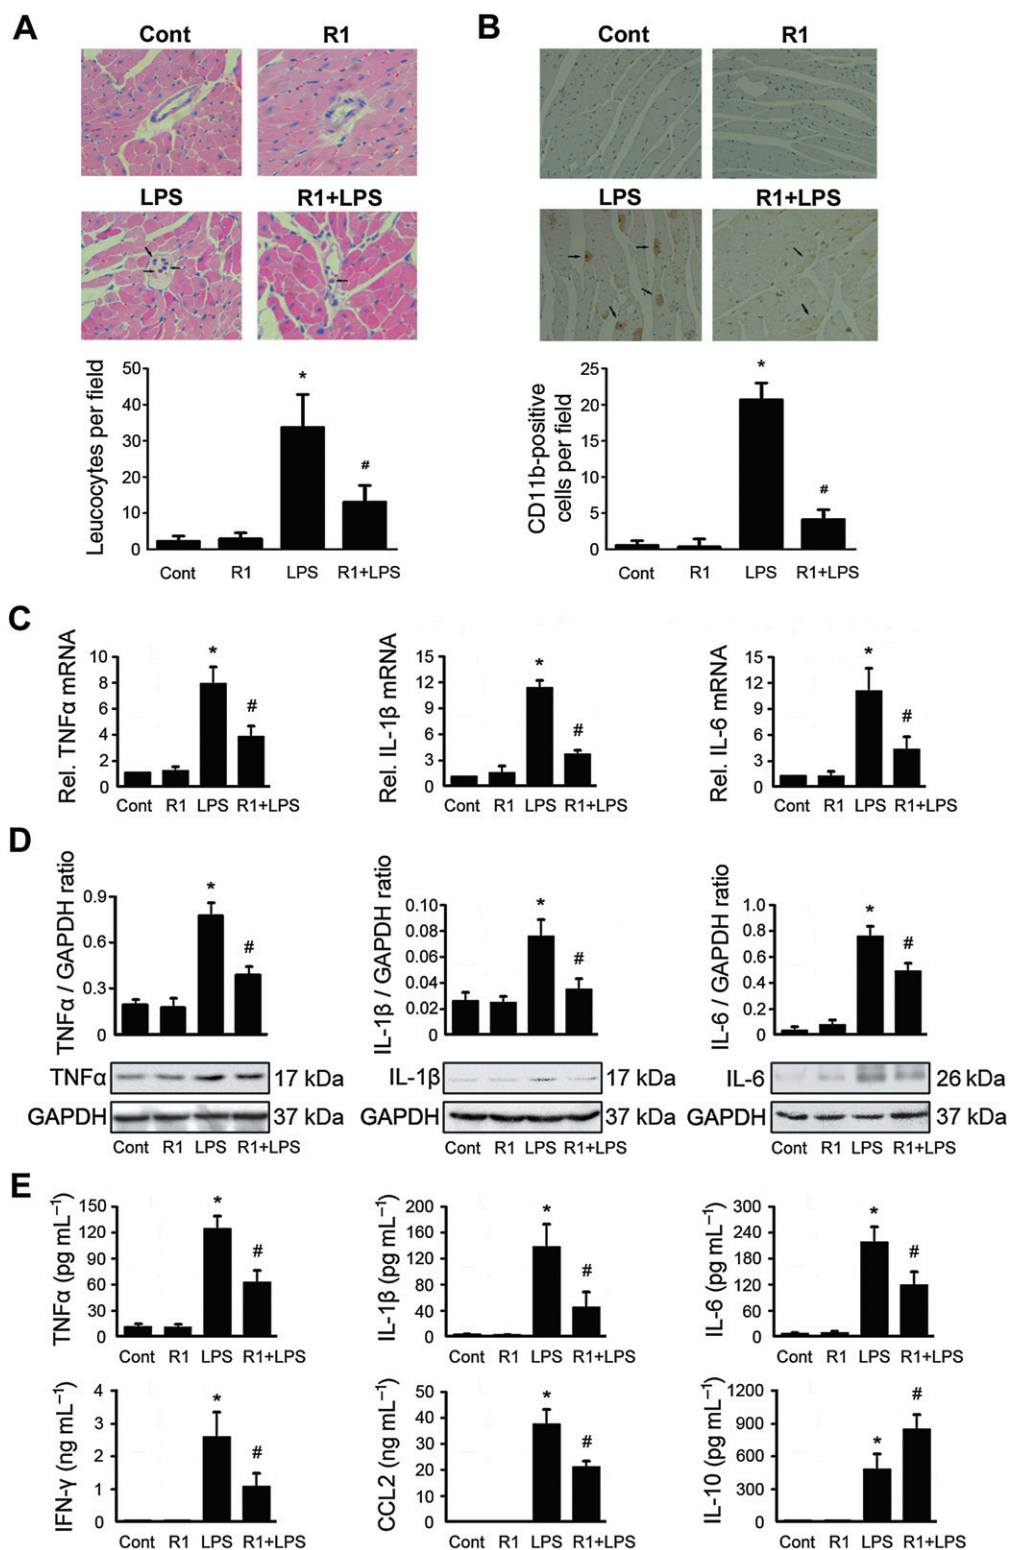 A
Cont
R1
LPS
R1+LPS
Leucocytes per field
50
40
30
20
10
0
*
#
Cont R1 LPS R1+LPS
B
Cont
R1
LPS
R1+LPS
CD11b-positive
cells per field
25
20
15
10
5
0
*
#
Cont R1 LPS R1+LPS
C
Rel. TNFα mRNA
10
8
6
4
2
0
*
#
Cont R1 LPS R1+LPS
Rel. IL-1β mRNA
15
12
9
6
3
0
*
#
Cont R1 LPS R1+LPS
Rel. IL-6 mRNA
15
12
9
6
3
0
*
#
Cont R1 LPS R1+LPS
D
TNFα / GAPDH ratio
0.9
0.6
0.3
0
*
#
TNFα 17 kDa
GAPDH 37 kDa
Cont R1 LPS R1+LPS
IL-1β / GAPDH ratio
0.10
0.08
0.06
0.04
0.02
0
*
#
IL-1β 17 kDa
GAPDH 37 kDa
Cont R1 LPS R1+LPS
IL-6 / GAPDH ratio
1.0
0.8
0.6
0.4
0.2
0
*
#
IL-6 26 kDa
GAPDH 37 kDa
Cont R1 LPS R1+LPS
E
TNFα (pg mL⁻¹)
150
120
90
60
30
0
*
#
Cont R1 LPS R1+LPS
IL-1β (pg mL⁻¹)
200
160
120
80
40
0
*
#
Cont R1 LPS R1+LPS
IL-6 (pg mL⁻¹)
300
240
180
120
60
0
*
#
Cont R1 LPS R1+LPS
IFN-γ (ng mL⁻¹)
4
3
2
1
0
*
#
Cont R1 LPS R1+LPS
CCL2 (ng mL⁻¹)
50
40
30
20
10
0
*
#
Cont R1 LPS R1+LPS
IL-10 (pg mL⁻¹)
1200
900
600
300
0
*
#
Cont R1 LPS R1+LPS